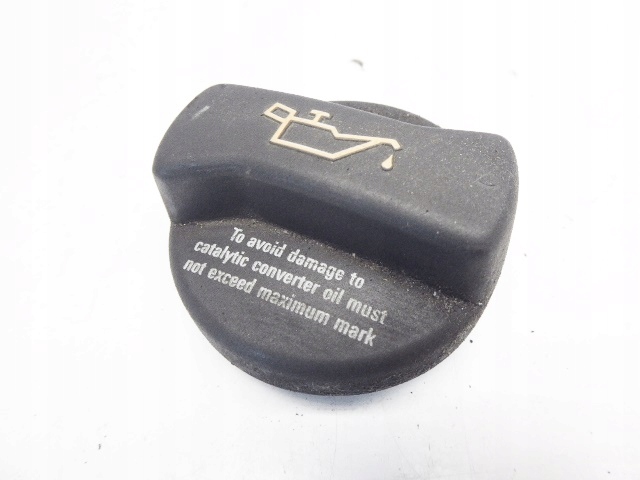 To avoid damage to
catalytic converter oil must
not exceed maximum mark